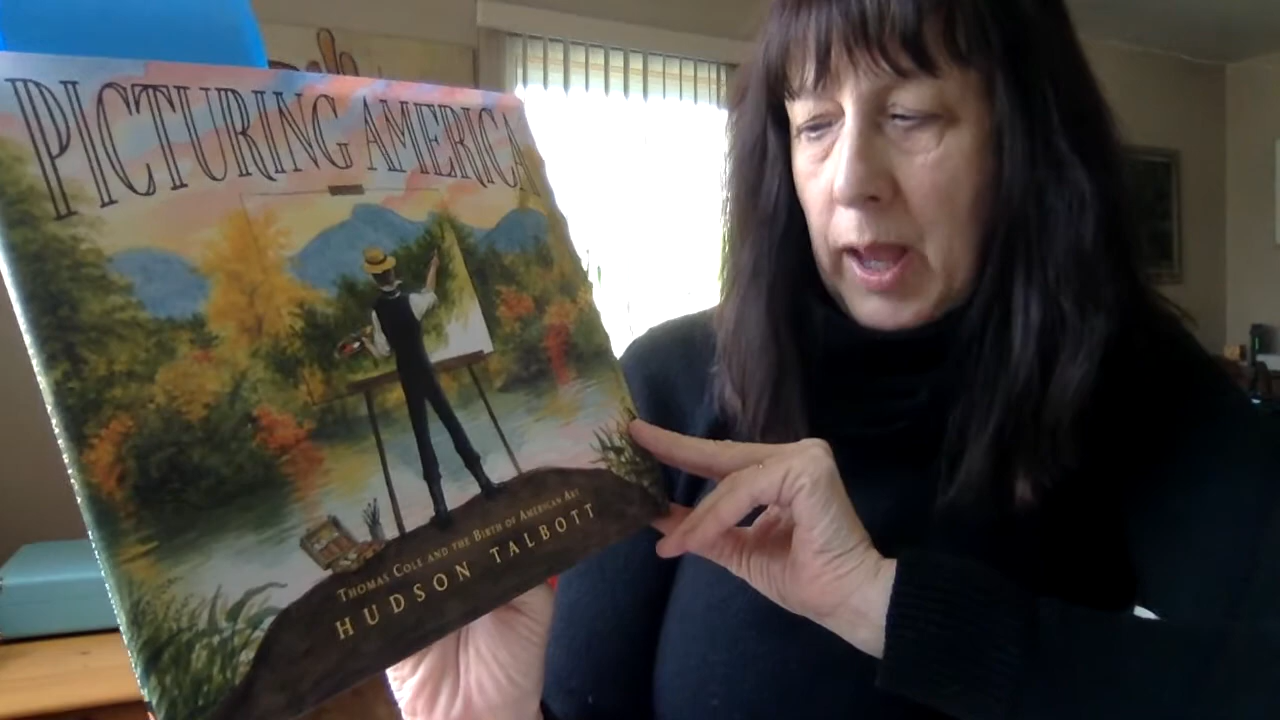 PICTURING AMERICA
THOMAS COLE AND THE BIRTH OF AMERICAN ART
HUDSON TALBOTT